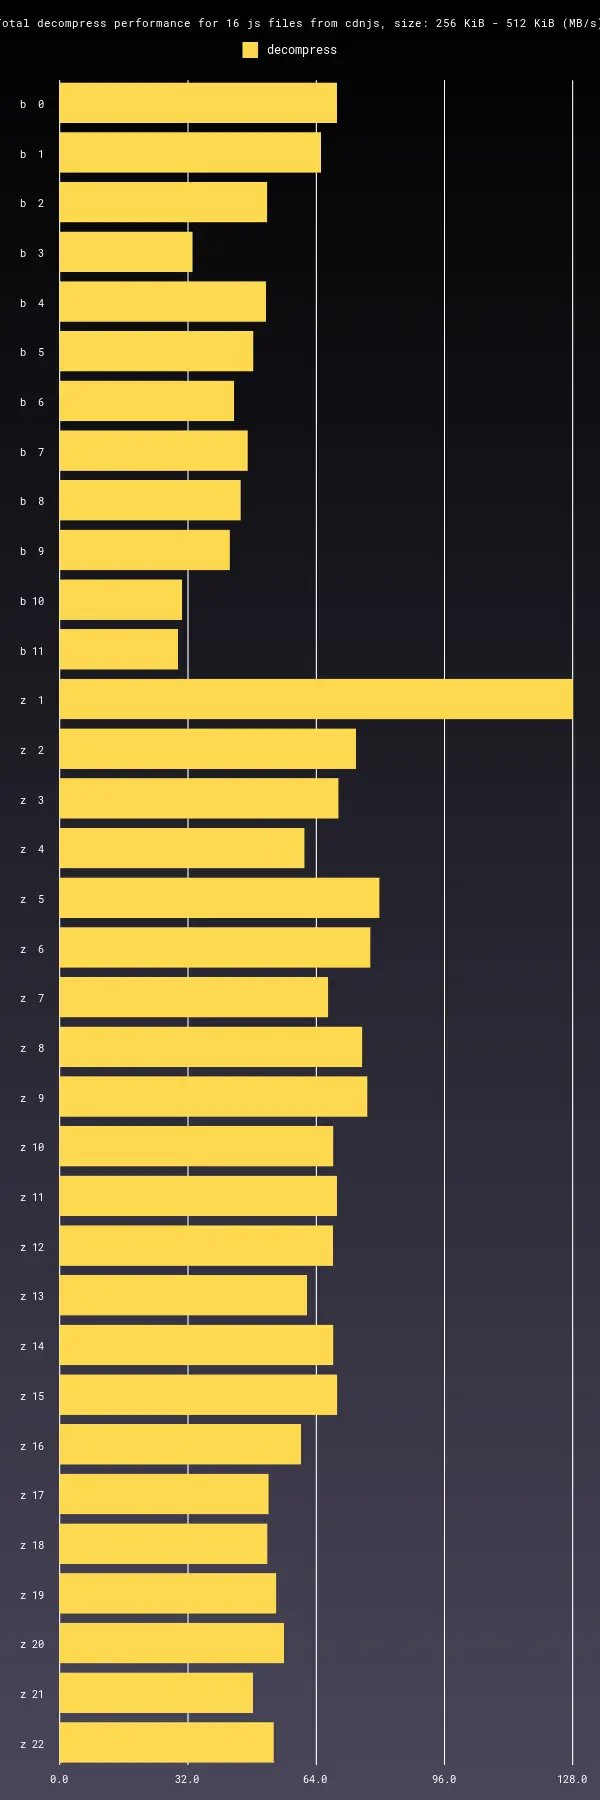 Total decompress performance for 16 js files from cdnjs, size: 256 KiB - 512 KiB (MB/s)
decompress
b 0
b 1
b 2
b 3
b 4
b 5
b 6
b 7
b 8
b 9
b 10
b 11
z 1
z 2
z 3
z 4
z 5
z 6
z 7
z 8
z 9
z 10
z 11
z 12
z 13
z 14
z 15
z 16
z 17
z 18
z 19
z 20
z 21
z 22
0.0 32.0 64.0 96.0 128.0